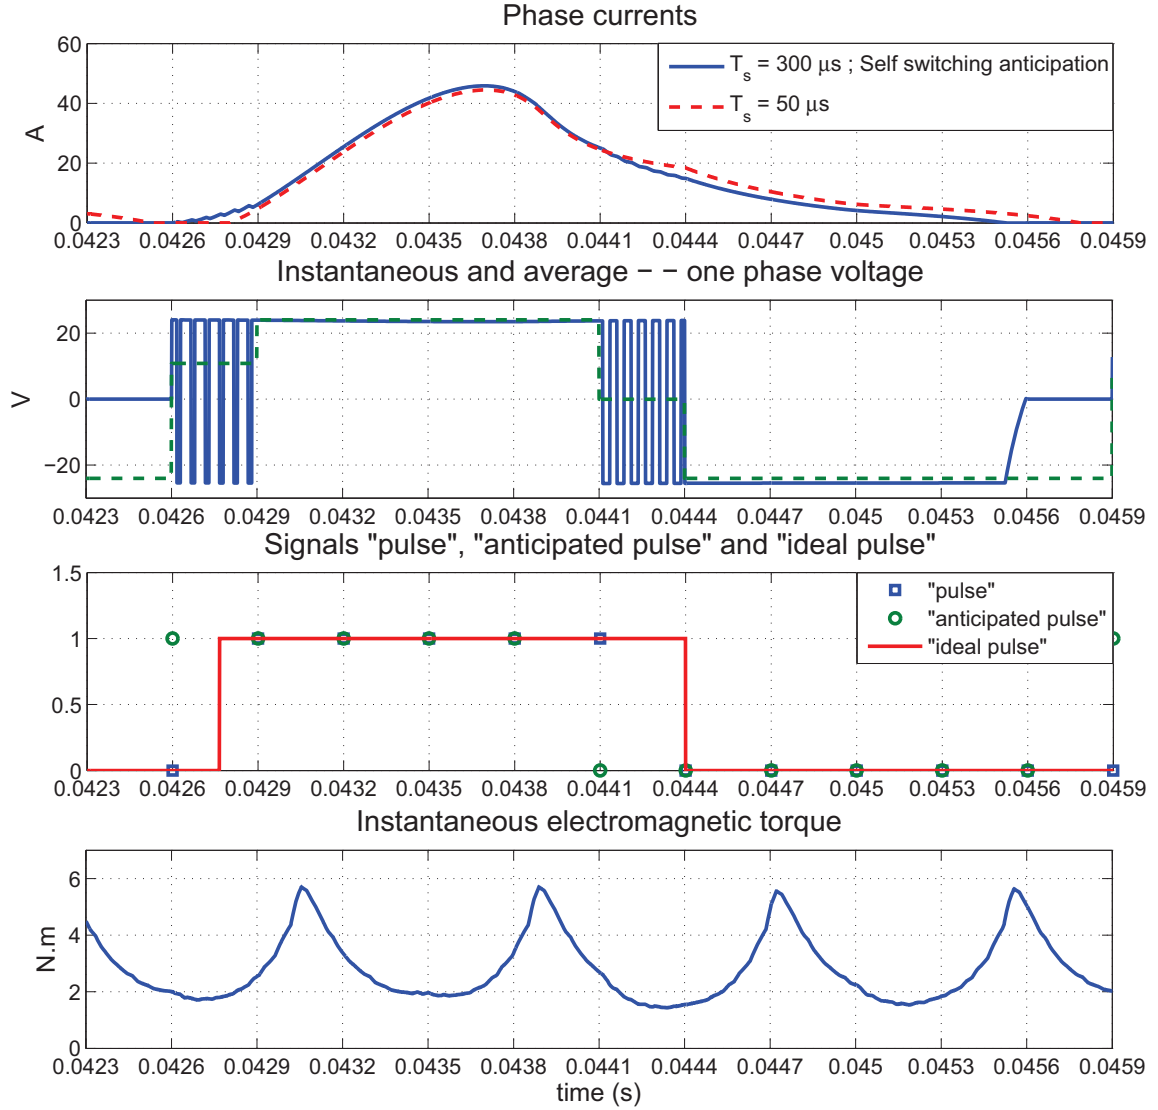 Phase currents
60
40
20
0
A
T_s = 300 μs ; Self switching anticipation
T_s = 50 μs
0.0423 0.0426 0.0429 0.0432 0.0435 0.0438 0.0441 0.0444 0.0447 0.045 0.0453 0.0456 0.0459
Instantaneous and average − − one phase voltage
20
0
−20
V
0.0423 0.0426 0.0429 0.0432 0.0435 0.0438 0.0441 0.0444 0.0447 0.045 0.0453 0.0456 0.0459
Signals "pulse", "anticipated pulse" and "ideal pulse"
1.5
1
0.5
0
"pulse"
"anticipated pulse"
"ideal pulse"
0.0423 0.0426 0.0429 0.0432 0.0435 0.0438 0.0441 0.0444 0.0447 0.045 0.0453 0.0456 0.0459
Instantaneous electromagnetic torque
6
4
2
0
N.m
0.0423 0.0426 0.0429 0.0432 0.0435 0.0438 0.0441 0.0444 0.0447 0.045 0.0453 0.0456 0.0459
time (s)